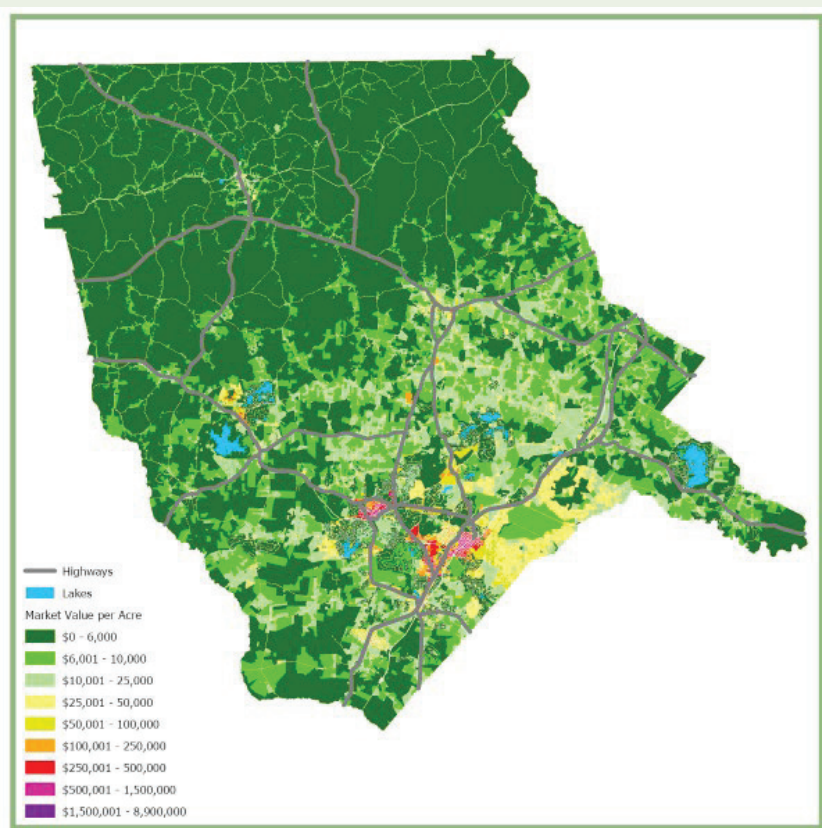 Highways
Lakes
Market Value per Acre
$0 - 6,000
$6,001 - 10,000
$10,001 - 25,000
$25,001 - 50,000
$50,001 - 100,000
$100,001 - 250,000
$250,001 - 500,000
$500,001 - 1,500,000
$1,500,001 - 8,900,000